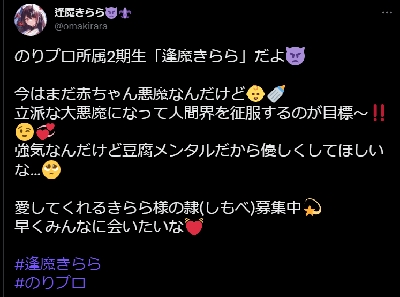 逢魔きらら😈⚜️
@omakirara
のりプロ所属2期生「逢魔きらら」だよ😈
今はまだ赤ちゃん悪魔なんだけど👶🍼
立派な大悪魔になって人間界を征服するのが目標〜‼️
😉💞
強気なんだけど豆腐メンタルだから優しくしてほしい
な...🥺
愛してくれるきらら様の隷(しもべ)募集中💫
早くみんなに会いたいな💓
#逢魔きらら
#のりプロ